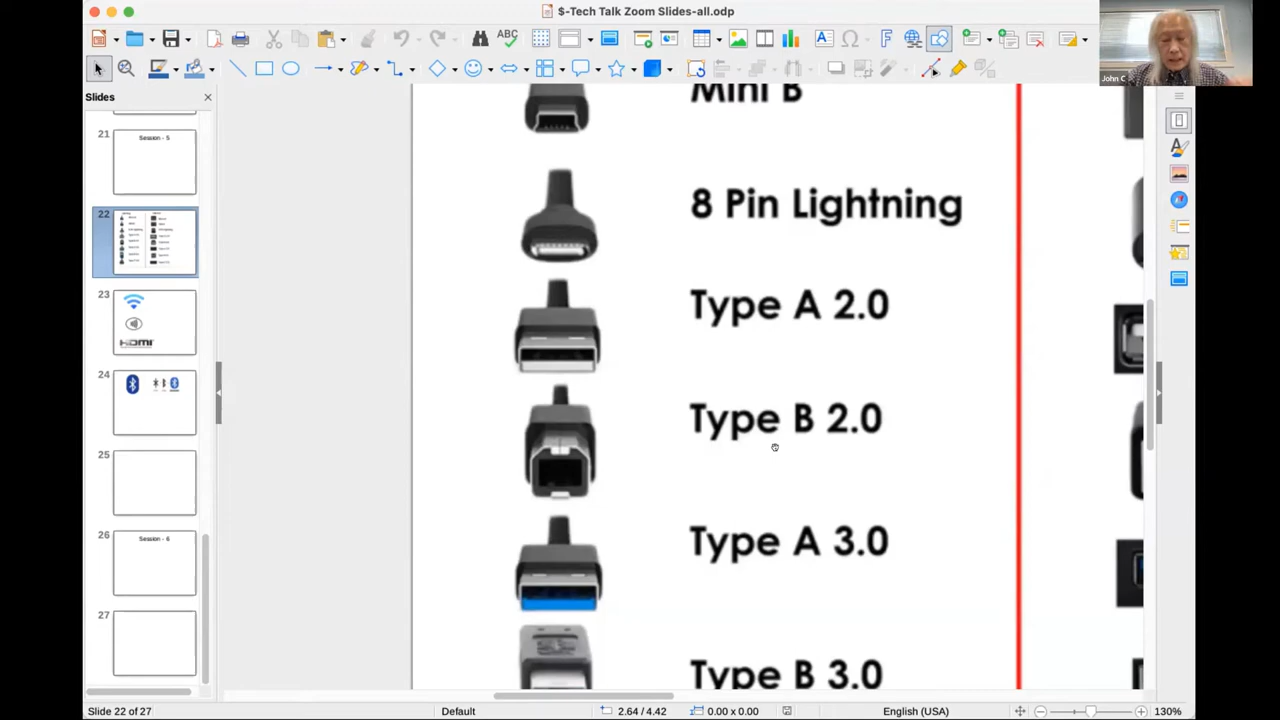 $-Tech Talk Zoom Slides-all.odp
John C
ABC
Slides
21
Session - 5
22
23
HDMI
24
25
26
Session - 6
27
Mini B
8 Pin Lightning
Type A 2.0
Type B 2.0
Type A 3.0
Type B 3.0
Slide 22 of 27
Default
2.64 / 4.42
0.00 x 0.00
English (USA)
130%